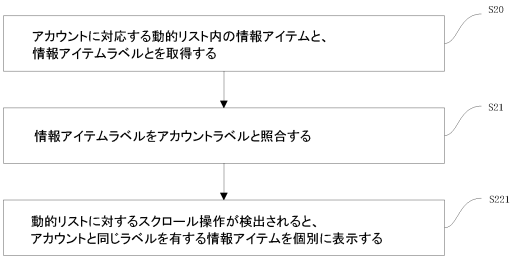 S20
アカウントに対応する動的リスト内の情報アイテムと、
情報アイテムラベルとを取得する
S21
情報アイテムラベルをアカウントラベルと照合する
S221
動的リストに対するスクロール操作が検出されると、
アカウントと同じラベルを有する情報アイテムを個別に表示する